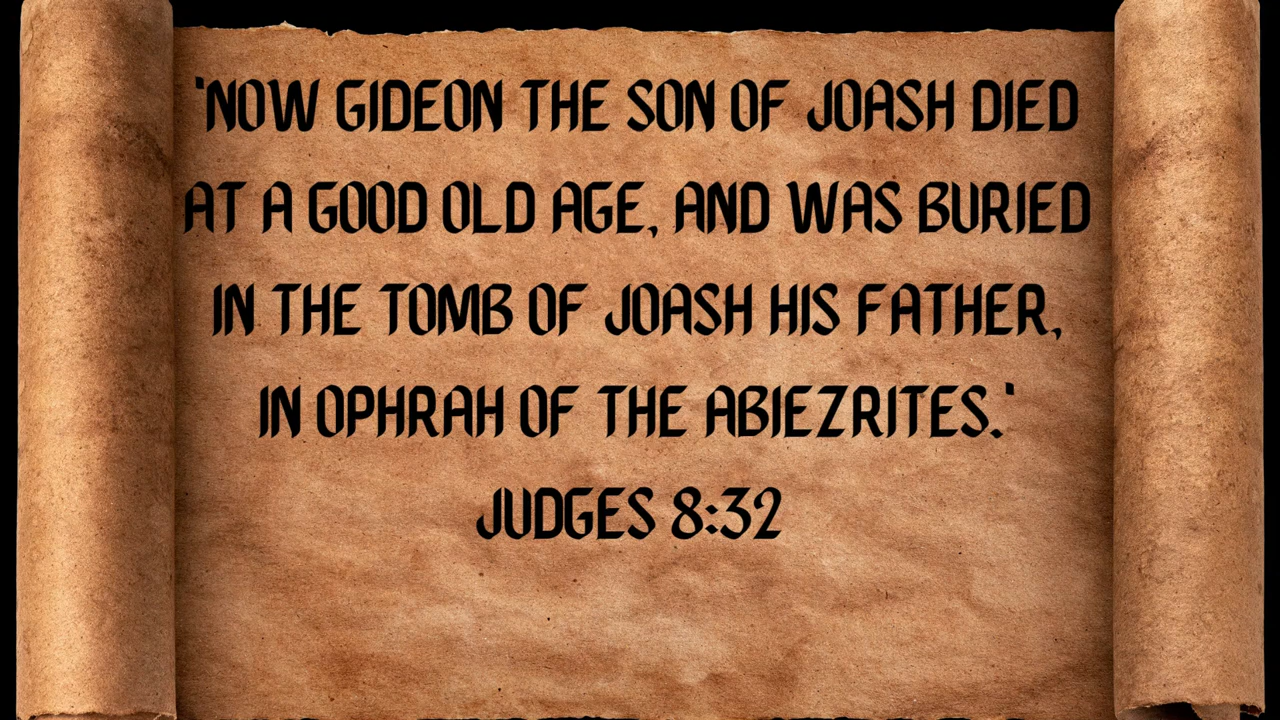 'NOW GIDEON THE SON OF JOASH DIED
AT A GOOD OLD AGE, AND WAS BURIED
IN THE TOMB OF JOASH HIS FATHER,
IN OPHRAH OF THE ABIEZRITES.'
JUDGES 8:32